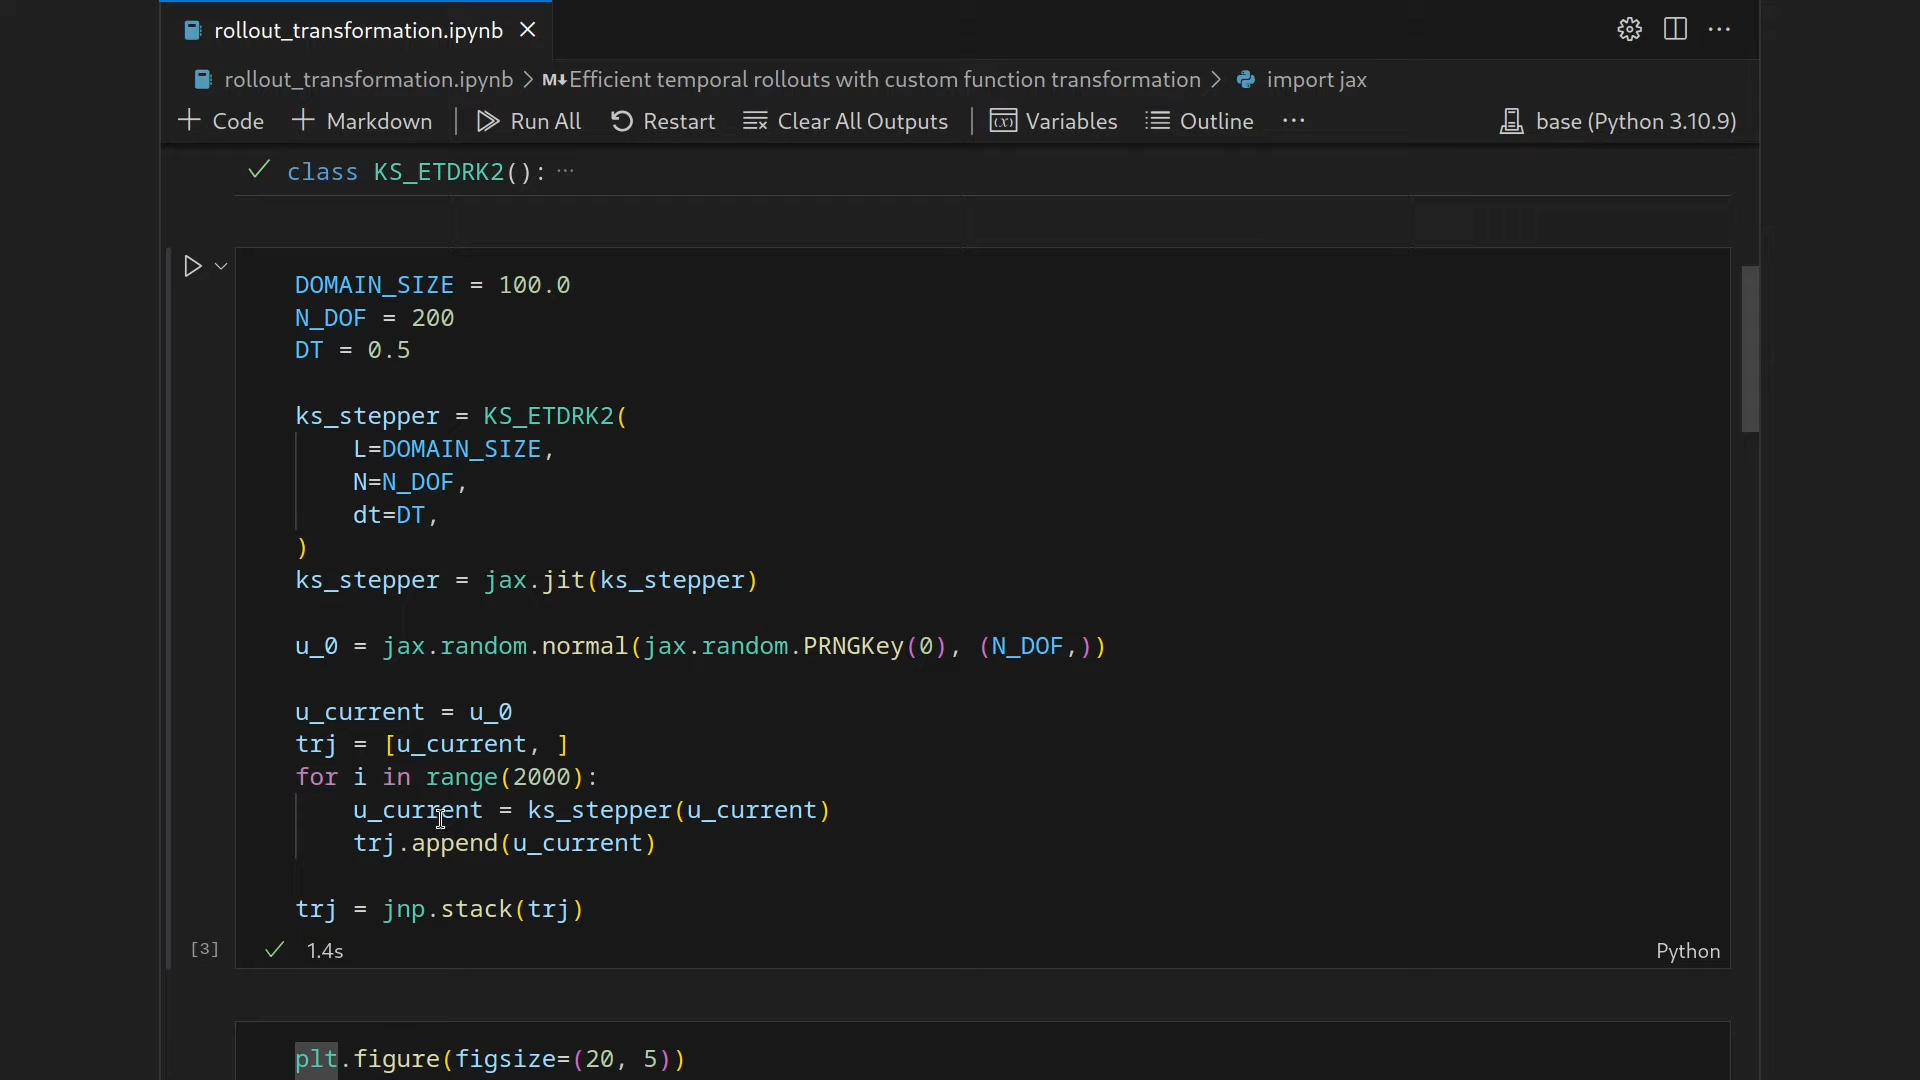 rollout_transformation.ipynb
rollout_transformation.ipynb > M↓Efficient temporal rollouts with custom function transformation > import jax
+ Code + Markdown | Run All Restart Clear All Outputs | Variables Outline ··· base (Python 3.10.9)
class KS_ETDRK2(): ···
DOMAIN_SIZE = 100.0
N_DOF = 200
DT = 0.5
ks_stepper = KS_ETDRK2(
    L=DOMAIN_SIZE,
    N=N_DOF,
    dt=DT,
)
ks_stepper = jax.jit(ks_stepper)
u_0 = jax.random.normal(jax.random.PRNGKey(0), (N_DOF,))
u_current = u_0
trj = [u_current, ]
for i in range(2000):
    u_current = ks_stepper(u_current)
    trj.append(u_current)
trj = jnp.stack(trj)
[3] 1.4s Python
plt.figure(figsize=(20, 5))